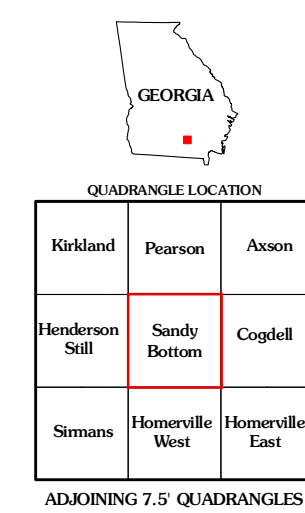 GEORGIA
QUADRANGLE LOCATION
Kirkland
Pearson
Axson
Henderson
Still
Sandy
Bottom
Cogdell
Sirmans
Homerville
West
Homerville
East
ADJOINING 7.5' QUADRANGLES